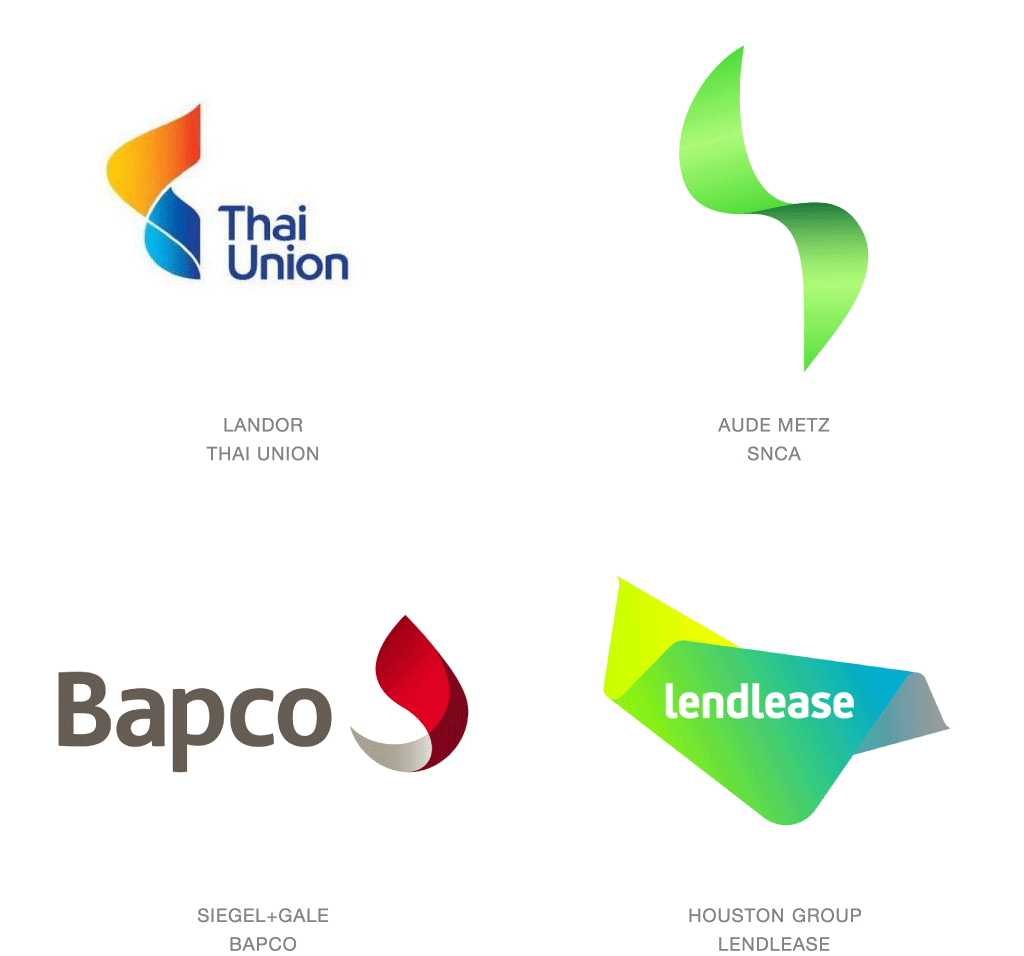 Thai
Union
LANDOR
THAI UNION
AUDE METZ
SNCA
Bapco
lendlease
SIEGEL+GALE
BAPCO
HOUSTON GROUP
LENDLEASE